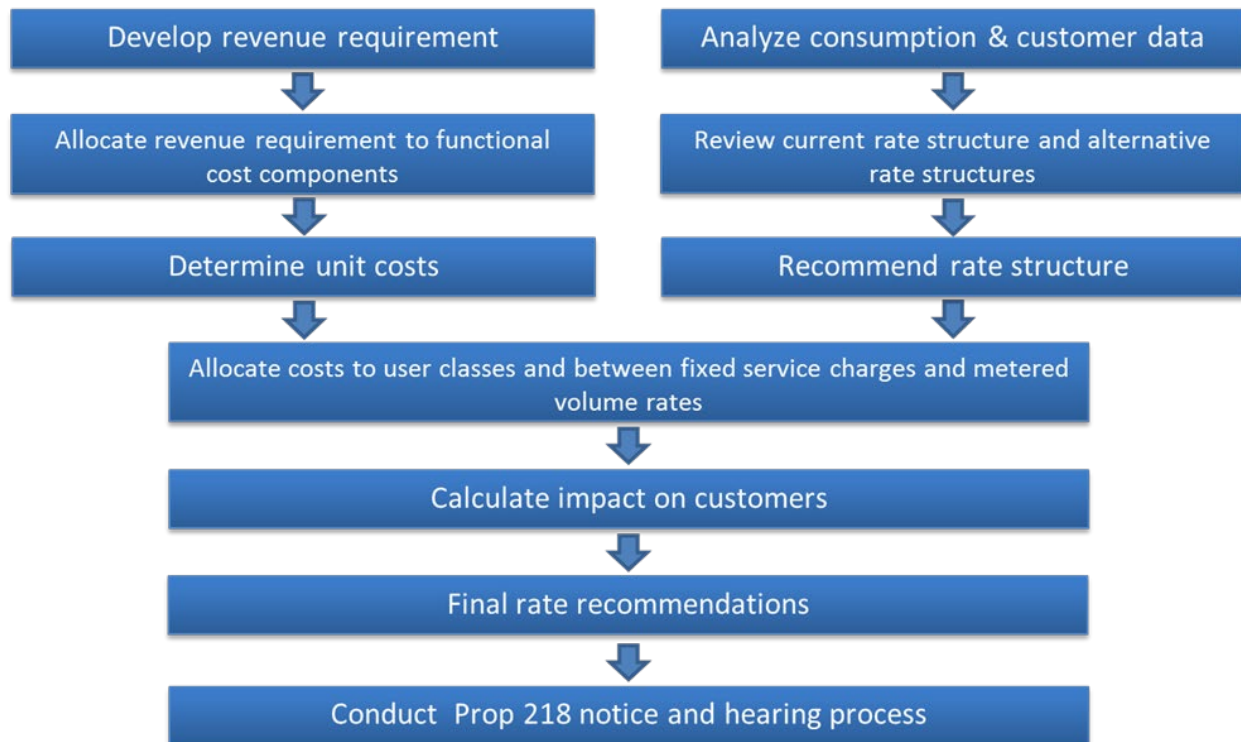 Develop revenue requirement
Analyze consumption & customer data
Allocate revenue requirement to functional
cost components
Review current rate structure and alternative
rate structures
Determine unit costs
Recommend rate structure
Allocate costs to user classes and between fixed service charges and metered
volume rates
Calculate impact on customers
Final rate recommendations
Conduct Prop 218 notice and hearing process